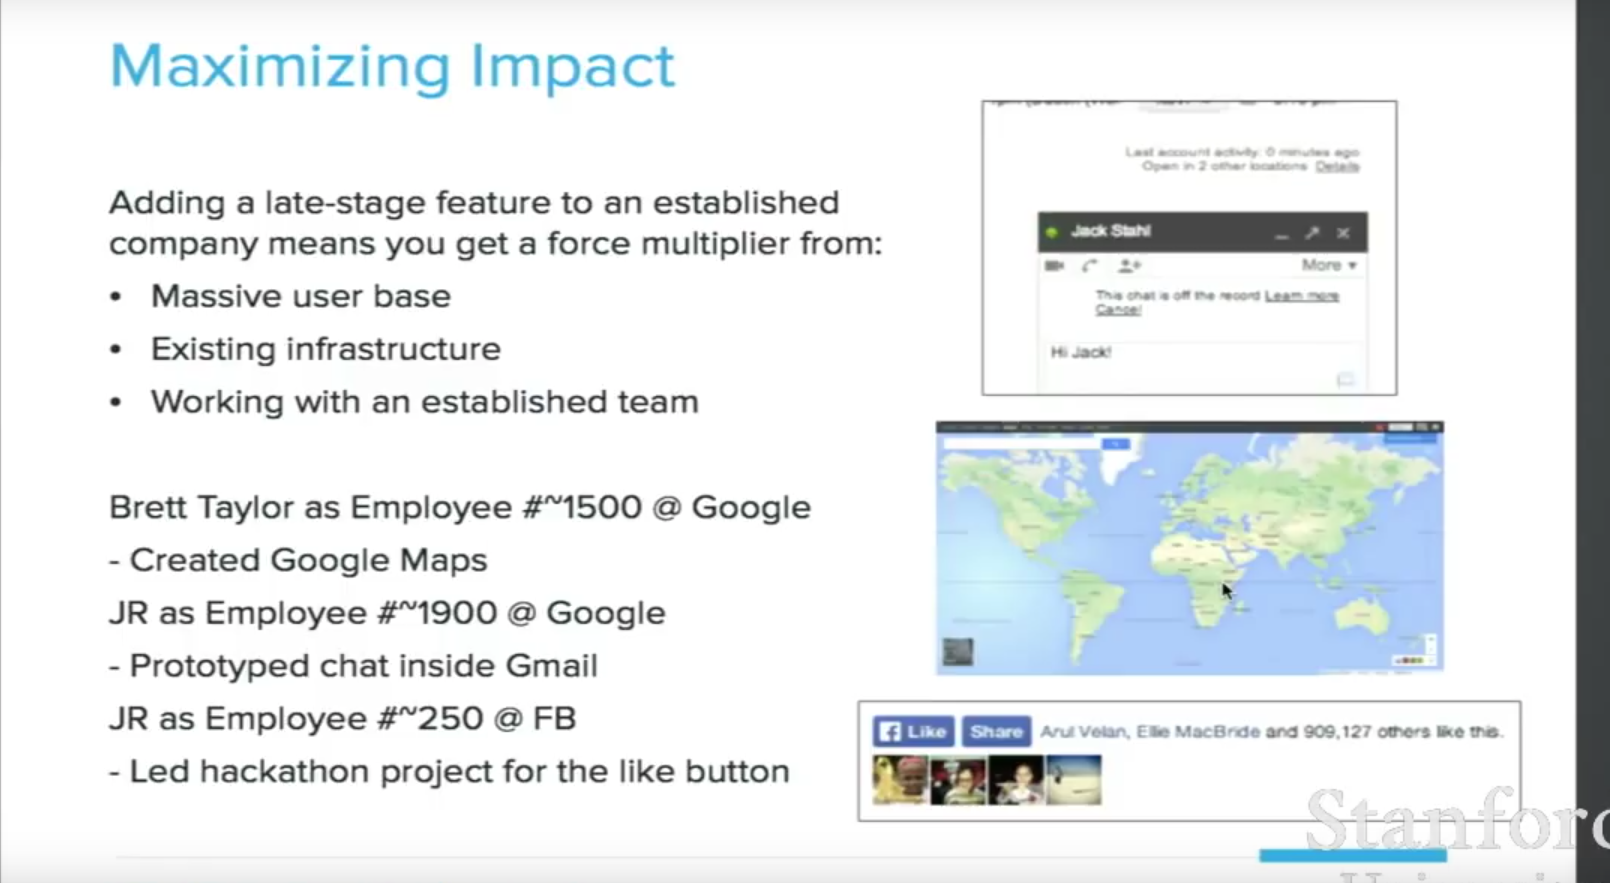 Maximizing Impact
Adding a late-stage feature to an established
company means you get a force multiplier from:
• Massive user base
• Existing infrastructure
• Working with an established team
Brett Taylor as Employee #~1500 @ Google
- Created Google Maps
JR as Employee #~1900 @ Google
- Prototyped chat inside Gmail
JR as Employee #~250 @ FB
- Led hackathon project for the like button
Last account activity: 0 minutes ago
Open in 2 other locations Details
Jack Stahl
More
This chat is off the record Learn more
Cancel
Hi Jack!
Like Share Arul Velan, Ellie MacBride and 909,127 others like this.
Stanford